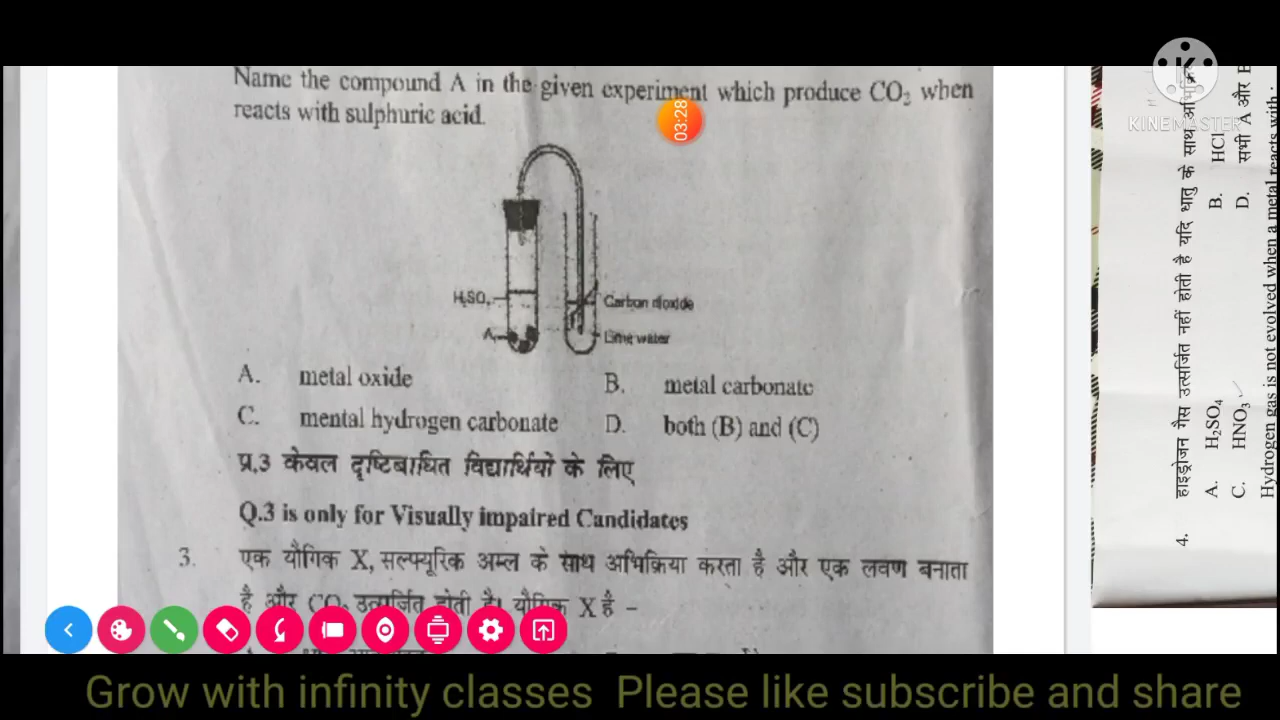 Name the compound A in the given experiment which produce CO₂ when
reacts with sulphuric acid.
03:28
H₂SO₄
A
Carbon dioxide
Lime water
A. metal oxide B. metal carbonate
C. mental hydrogen carbonate D. both (B) and (C)
प्र.3 केवल दृष्टिबाधित विद्यार्थियो के लिए
Q.3 is only for Visually impaired Candidates
3. एक यौगिक X, सल्फ्यूरिक अम्ल के साथ अभिक्रिया करता है और एक लवण बनाता
है और CO₂ उत्सर्जित होती है। यौगिक X है –
KINEMASTER
4. हाइड्रोजन गैस उत्सर्जित नहीं होती है यदि धातु के साथ
A. H₂SO₄ B. HCl
C. HNO₃ D. सभी A और B
Hydrogen gas is not evolved when a metal reacts with
Grow with infinity classes Please like subscribe and share